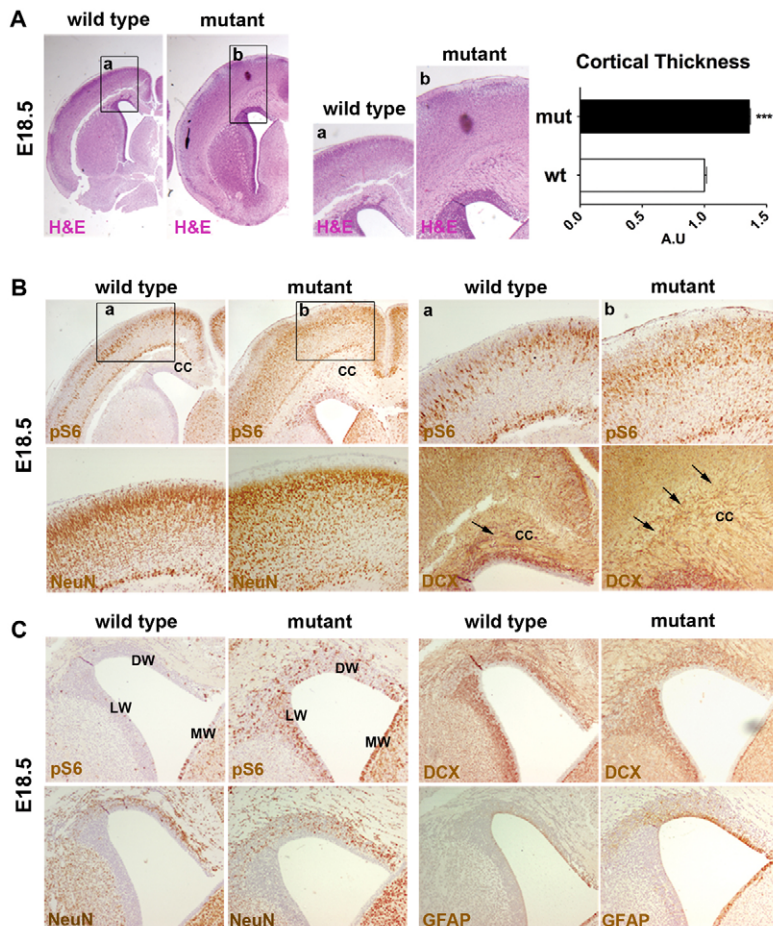 A
wild type mutant
a b
E18.5
H&E H&E
wild type mutant
a b
H&E H&E
Cortical Thickness
mut ***
wt
0.0 0.5 1.0 1.5
A.U
B
wild type mutant wild type mutant
a b a b
CC CC
pS6 pS6 pS6 pS6
E18.5
CC CC
NeuN NeuN DCX DCX
C
wild type mutant wild type mutant
DW DW
LW LW
MW MW
pS6 pS6 DCX DCX
E18.5
NeuN NeuN GFAP GFAP